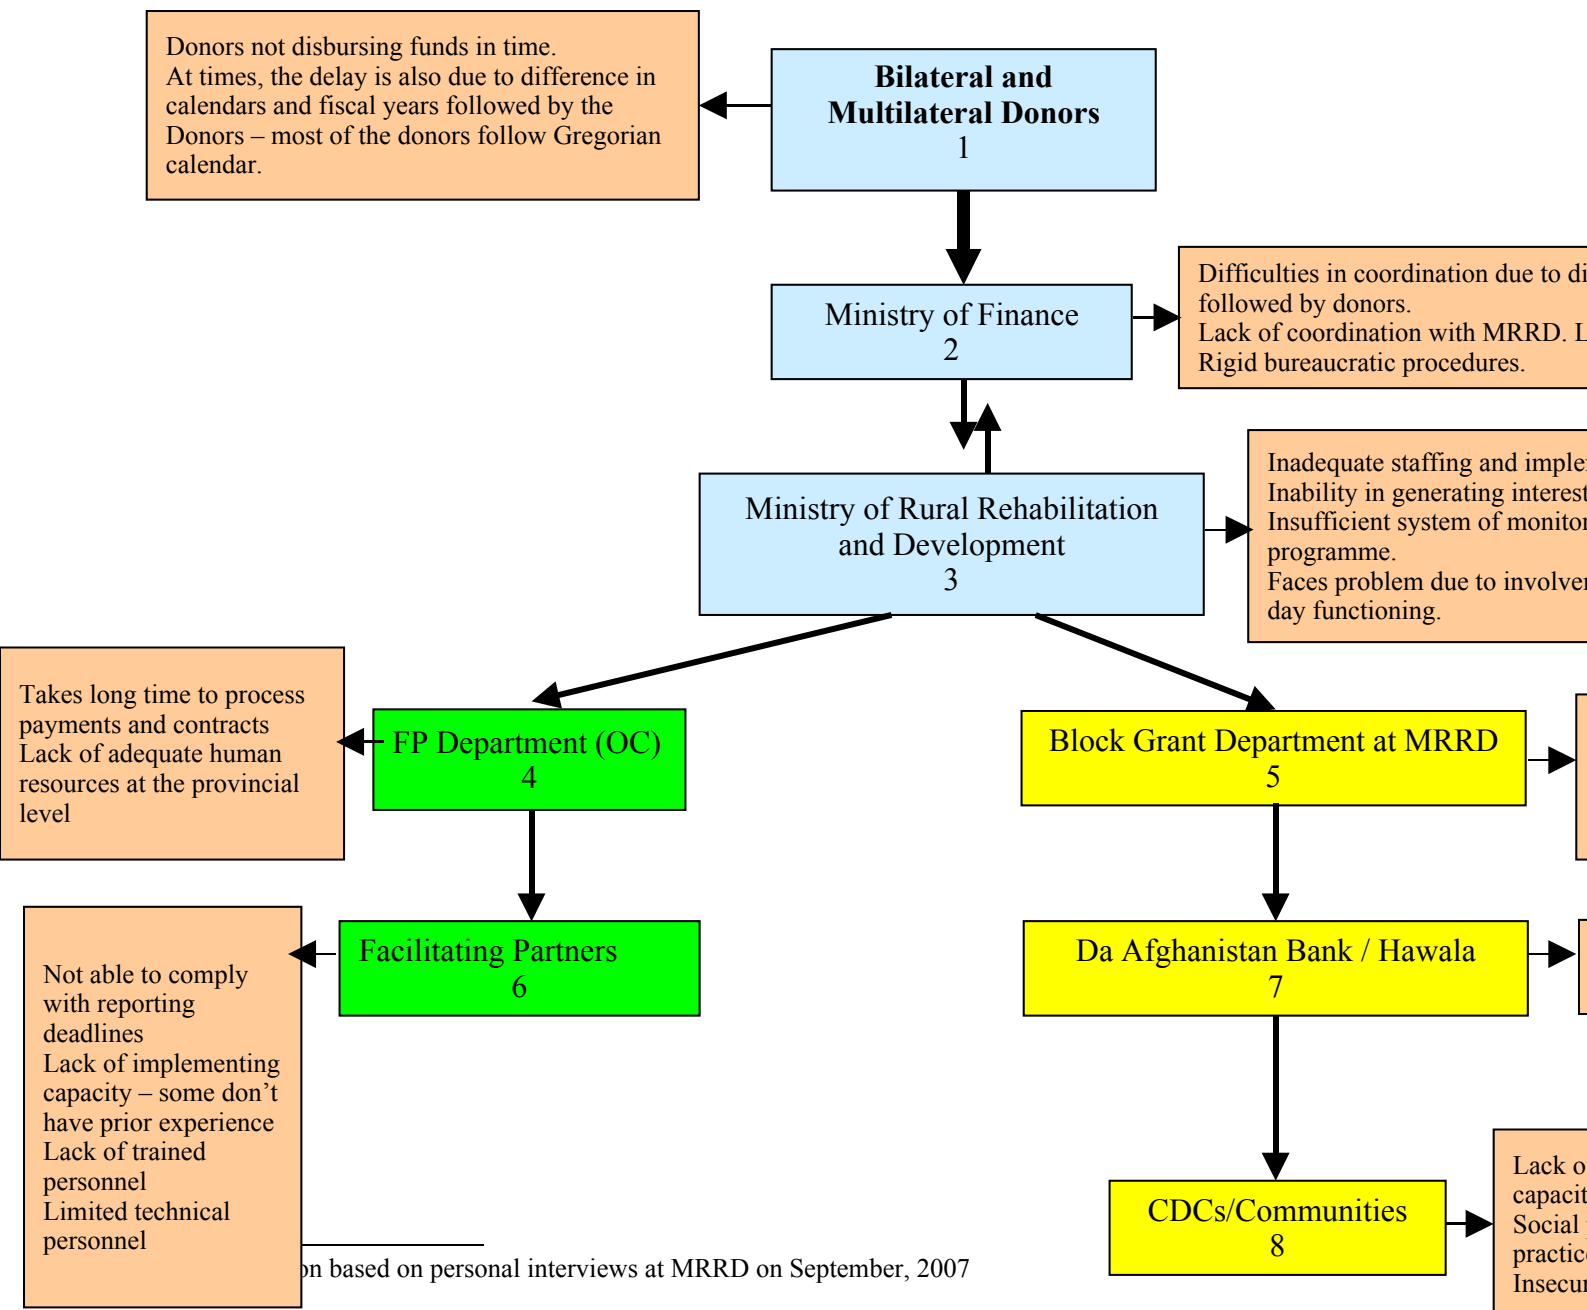 Donors not disbursing funds in time.
At times, the delay is also due to difference in
calendars and fiscal years followed by the
Donors – most of the donors follow Gregorian
calendar.
Bilateral and
Multilateral Donors
1
Ministry of Finance
2
Difficulties in coordination due to
followed by donors.
Lack of coordination with MRRD.
Rigid bureaucratic procedures.
Ministry of Rural Rehabilitation
and Development
3
Inadequate staffing and
Inability in generating interest
Insufficient system of
programme.
Faces problem due to
day functioning.
Takes long time to process
payments and contracts
Lack of adequate human
resources at the provincial
level
FP Department (OC)
4
Block Grant Department at MRRD
5
Not able to comply
with reporting
deadlines
Lack of implementing
capacity – some don’t
have prior experience
Lack of trained
personnel
Limited technical
personnel
Facilitating Partners
6
Da Afghanistan Bank / Hawala
7
CDCs/Communities
8
Lack
Social
based on personal interviews at MRRD on September, 2007